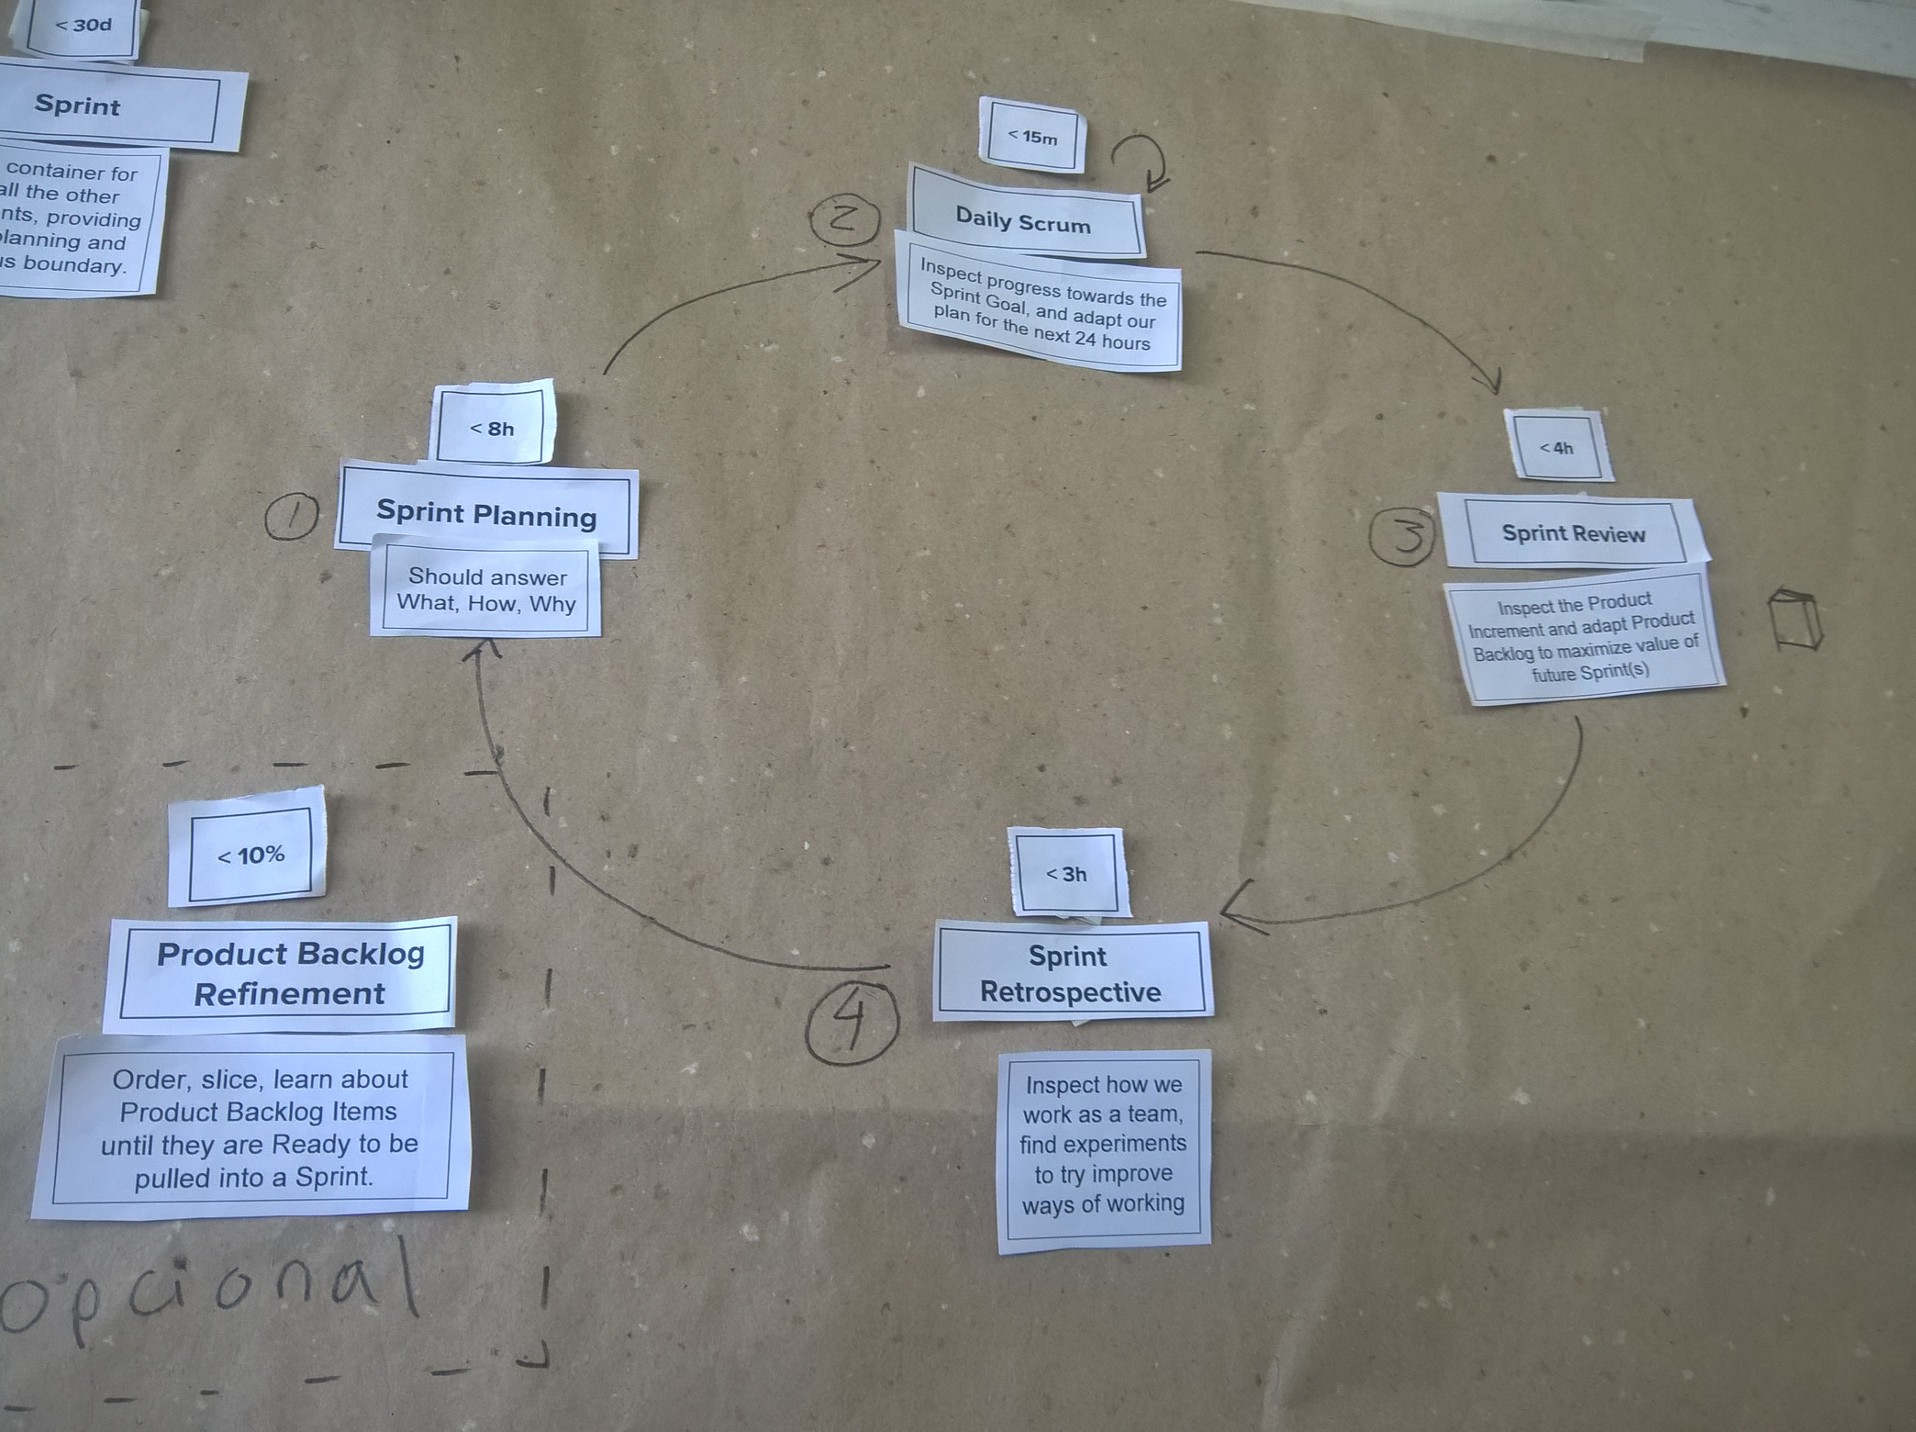 < 30d
Sprint
container for
all the other
nts, providing
planning and
us boundary.
< 15m
2
Daily Scrum
Inspect progress towards the
Sprint Goal, and adapt our
plan for the next 24 hours
< 8h
1
Sprint Planning
Should answer
What, How, Why
< 4h
3
Sprint Review
Inspect the Product
Increment and adapt Product
Backlog to maximize value of
future Sprint(s)
< 3h
Sprint
Retrospective
4
Inspect how we
work as a team,
find experiments
to try improve
ways of working
< 10%
Product Backlog
Refinement
Order, slice, learn about
Product Backlog Items
until they are Ready to be
pulled into a Sprint.
opcional